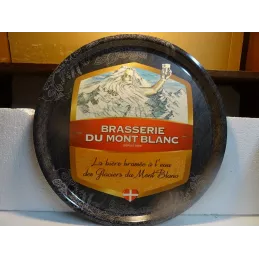 BRASSERIE
DU MONT BLANC
La bière brassée à l'eau
des Glaciers du Mont Blanc